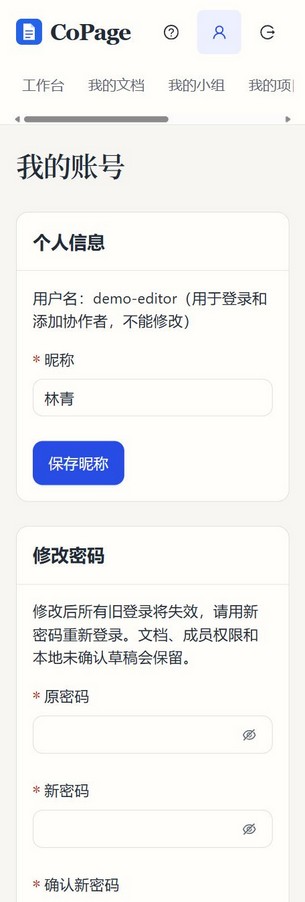 CoPage
工作台 我的文档 我的小组 我的项
我的账号
个人信息
用户名：demo-editor（用于登录和
添加协作者，不能修改）
* 昵称
林青
保存昵称
修改密码
修改后所有旧登录将失效，请用新
密码重新登录。文档、成员权限和
本地未确认草稿会保留。
* 原密码
* 新密码
* 确认新密码